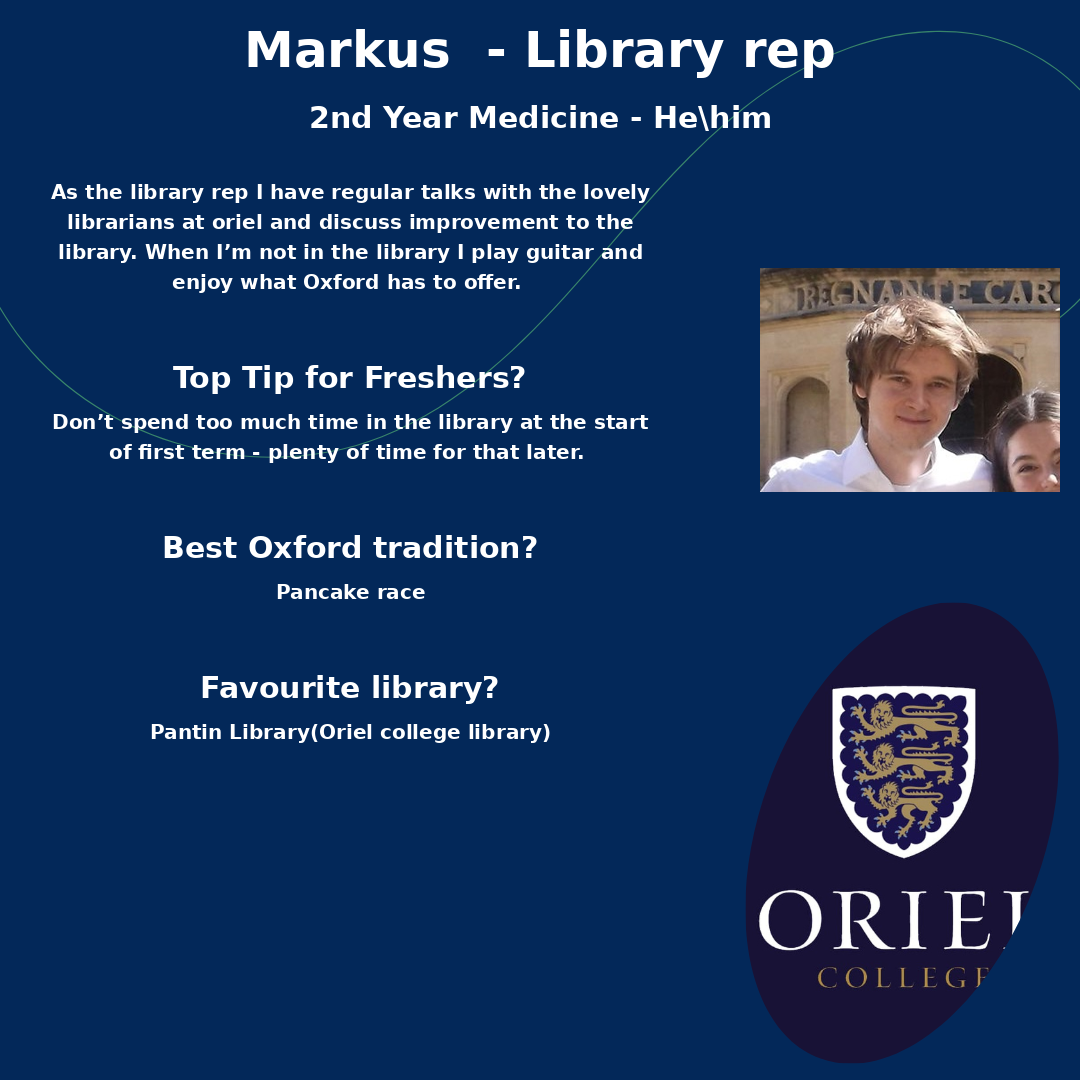 Markus  - Library rep
2nd Year Medicine - He\him
As the library rep I have regular talks with the lovely
librarians at oriel and discuss improvement to the
library. When I’m not in the library I play guitar and
enjoy what Oxford has to offer.
Top Tip for Freshers?
Don’t spend too much time in the library at the start
of first term - plenty of time for that later.
Best Oxford tradition?
Pancake race
Favourite library?
Pantin Library(Oriel college library)
REGNANTE CAR
ORIEL
COLLEGE